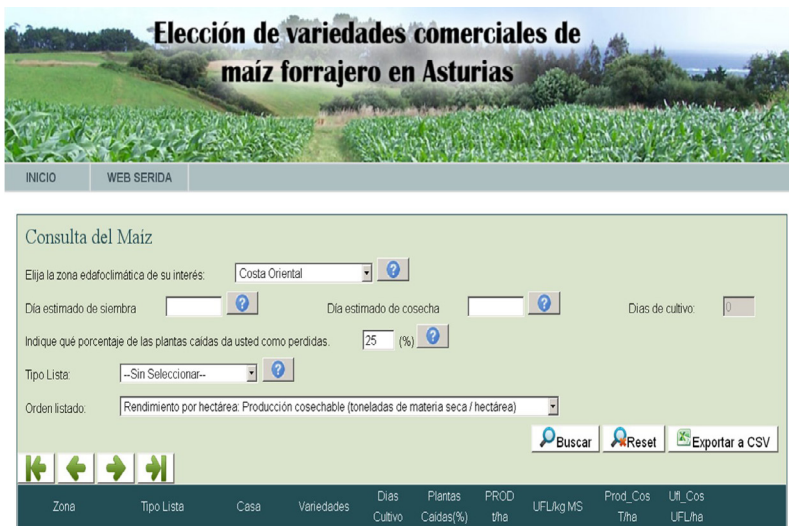 Elección de variedades comerciales de
maíz forrajero en Asturias
INICIO WEB SERIDA
Consulta del Maíz
Elija la zona edafoclimática de su interés: Costa Oriental ?
Día estimado de siembra ? Día estimado de cosecha ? Dias de cultivo: 0
Indique qué porcentaje de las plantas caídas da usted como perdidas. 25 (%) ?
Tipo Lista: --Sin Seleccionar-- ?
Orden listado: Rendimiento por hectárea: Producción cosechable (toneladas de materia seca / hectárea)
Buscar Reset Exportar a CSV
Zona Tipo Lista Casa Variedades Dias Cultivo Plantas Caidas(%) PROD t/ha UFL/kg MS Prod_Cos T/ha Ufl_Cos UFL/ha